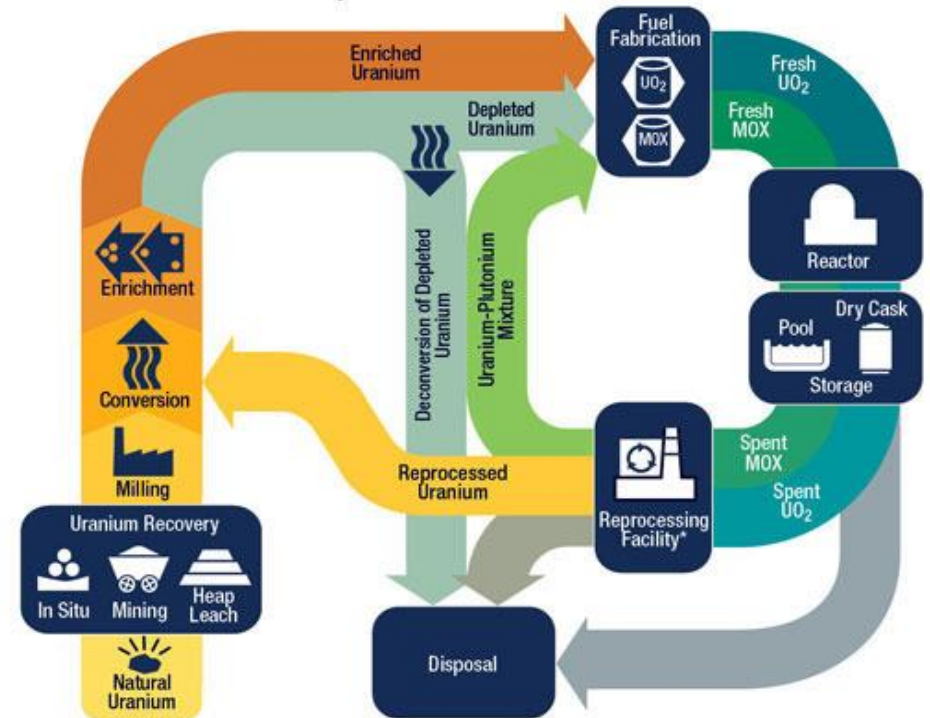 Fuel
Fabrication
UO2
MOX
Enriched
Uranium
Depleted
Uranium
Fresh
UO2
Fresh
MOX
Reactor
Pool
Dry Cask
Storage
Enrichment
Conversion
Milling
Uranium Recovery
In Situ
Mining
Heap
Leach
Natural
Uranium
Deconversion of Depleted
Uranium
Uranium-Plutonium
Mixture
Reprocessed
Uranium
Reprocessing
Facility*
Spent
MOX
Spent
UO2
Disposal